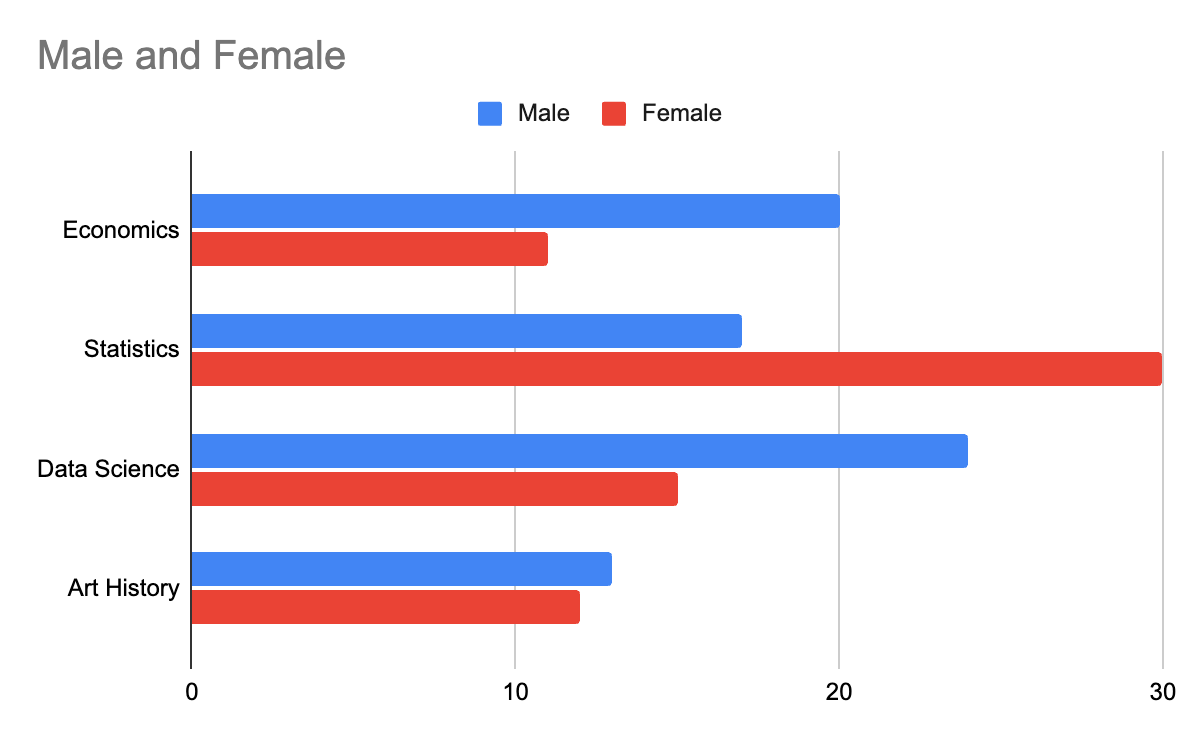 Male and Female
Male Female
Economics
Statistics
Data Science
Art History
0 10 20 30